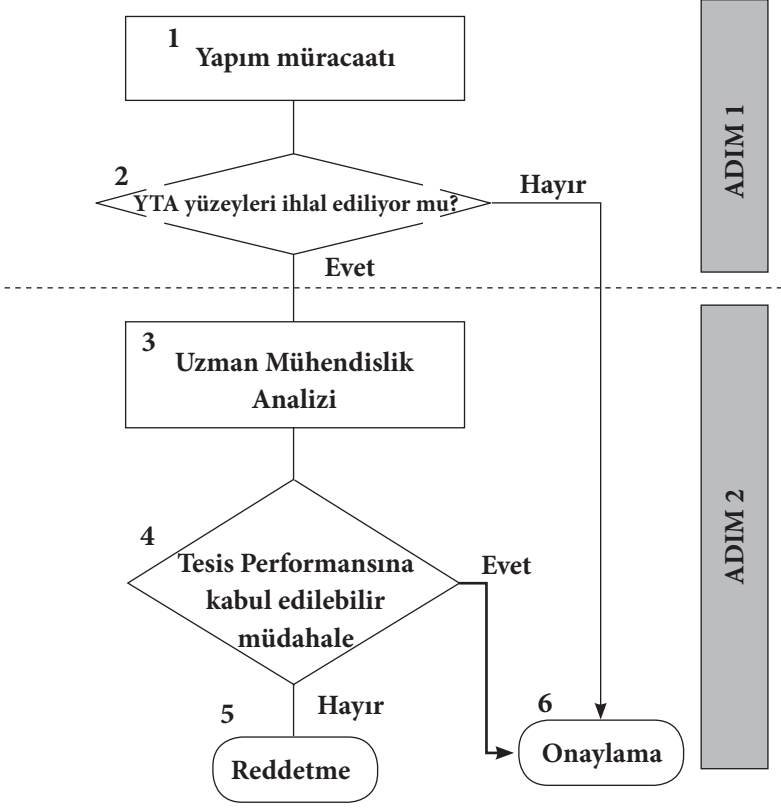 1
Yapım müracaatı
ADIM 1
2
YTA yüzeyleri ihlal ediliyor mu?
Hayır
Evet
3
Uzman Mühendislik
Analizi
ADIM 2
4
Tesis Performansına
kabul edilebilir
müdahale
Evet
Hayır
5
Reddetme
6
Onaylama